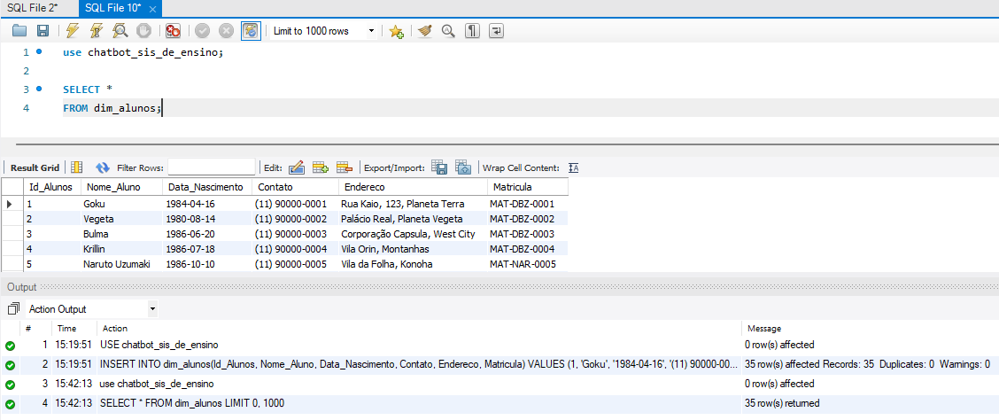 SQL File 2*
SQL File 10*
Limit to 1000 rows
1 use chatbot_sis_de_ensino;
2
3 SELECT *
4 FROM dim_alunos;
Result Grid Filter Rows: Edit: Export/Import: Wrap Cell Content:
Id_Alunos Nome_Aluno Data_Nascimento Contato Endereco Matricula
1 Goku 1984-04-16 (11) 90000-0001 Rua Kaio, 123, Planeta Terra MAT-DBZ-0001
2 Vegeta 1980-08-14 (11) 90000-0002 Palácio Real, Planeta Vegeta MAT-DBZ-0002
3 Bulma 1986-06-20 (11) 90000-0003 Corporação Capsula, West City MAT-DBZ-0003
4 Krillin 1986-07-18 (11) 90000-0004 Vila Orin, Montanhas MAT-DBZ-0004
5 Naruto Uzumaki 1986-10-10 (11) 90000-0005 Vila da Folha, Konoha MAT-NAR-0005
Output
Action Output
# Time Action Message
1 15:19:51 USE chatbot_sis_de_ensino 0 row(s) affected
2 15:19:51 INSERT INTO dim_alunos(Id_Alunos, Nome_Aluno, Data_Nascimento, Contato, Endereco, Matricula) VALUES (1, 'Goku', '1984-04-16', '(11) 90000-00... 35 row(s) affected Records: 35 Duplicates: 0 Warnings: 0
3 15:42:13 use chatbot_sis_de_ensino 0 row(s) affected
4 15:42:13 SELECT * FROM dim_alunos LIMIT 0, 1000 35 row(s) returned